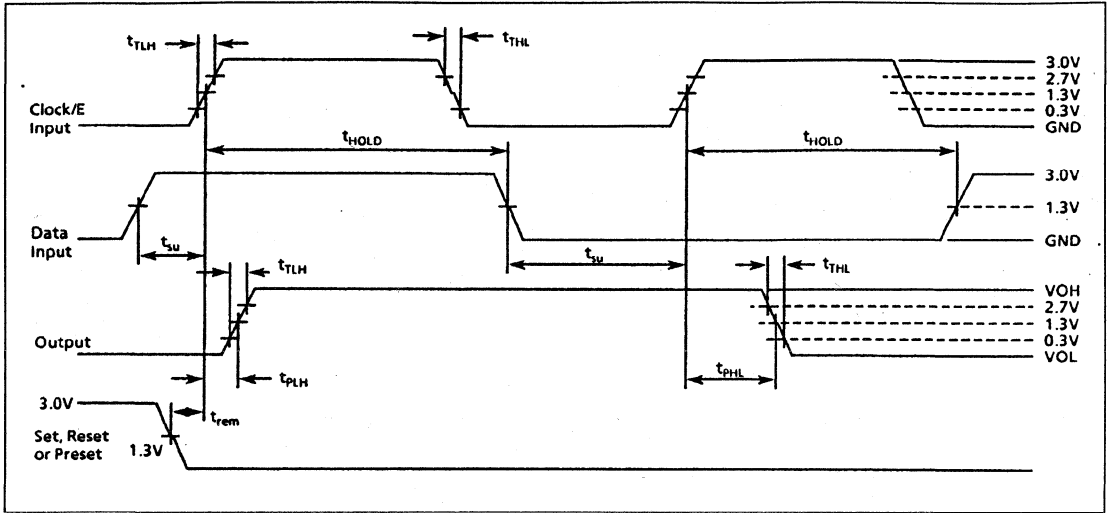 tTLH
tTHL
3.0V
2.7V
1.3V
0.3V
GND
Clock/E
Input
tHOLD
tHOLD
3.0V
1.3V
GND
Data
Input
tsu
tsu
tTLH
tTHL
VOH
2.7V
1.3V
0.3V
VOL
Output
tPLH
tPHL
3.0V
trem
Set, Reset
or Preset
1.3V